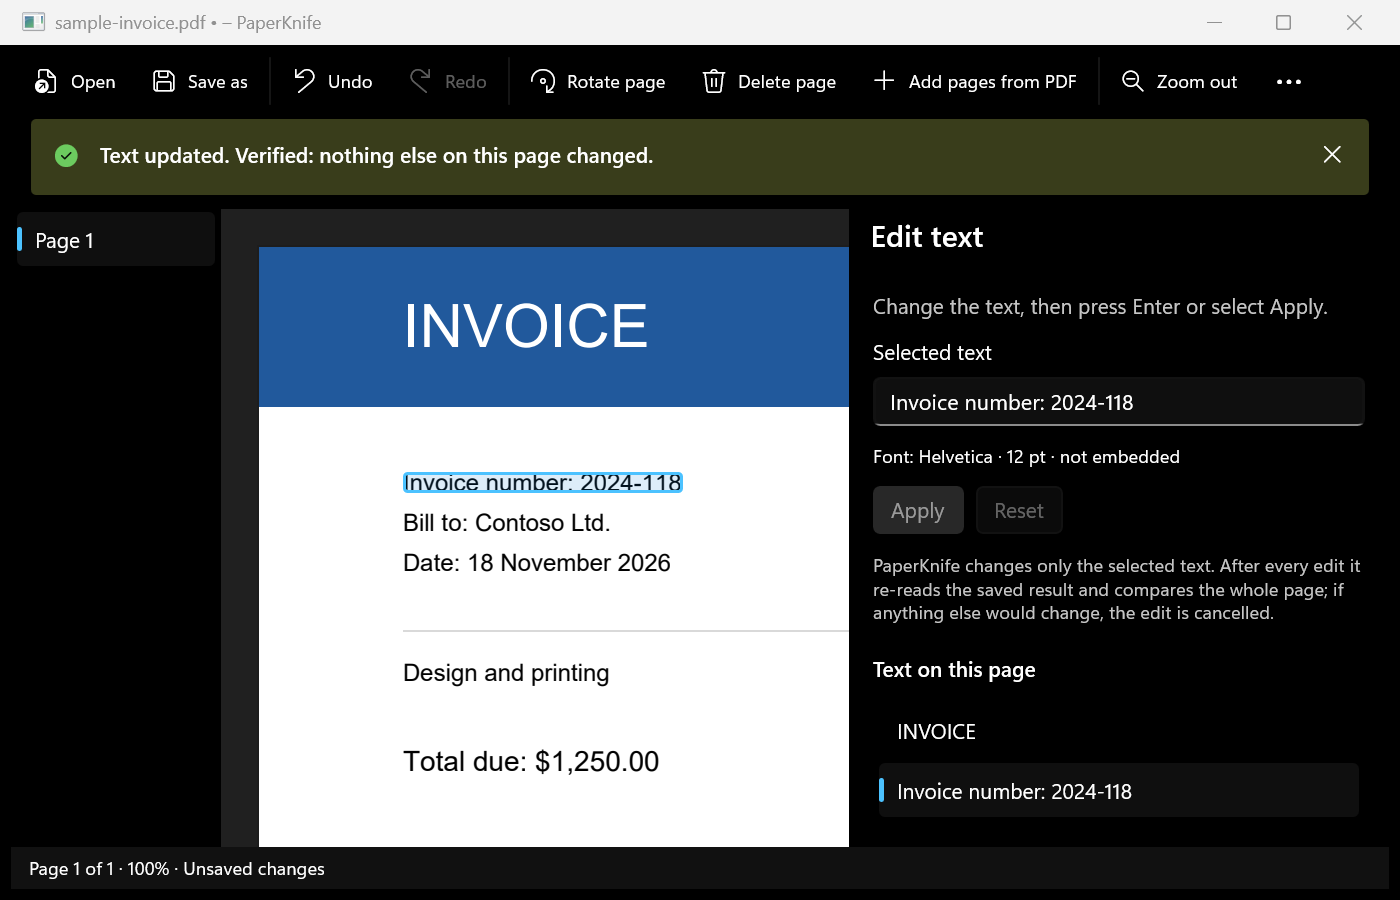 sample-invoice.pdf • – PaperKnife
Open Save as Undo Redo Rotate page Delete page Add pages from PDF Zoom out
Text updated. Verified: nothing else on this page changed.
Page 1
INVOICE
Invoice number: 2024-118
Bill to: Contoso Ltd.
Date: 18 November 2026
Design and printing
Total due: $1,250.00
Edit text
Change the text, then press Enter or select Apply.
Selected text
Invoice number: 2024-118
Font: Helvetica · 12 pt · not embedded
Apply Reset
PaperKnife changes only the selected text. After every edit it
re-reads the saved result and compares the whole page; if
anything else would change, the edit is cancelled.
Text on this page
INVOICE
Invoice number: 2024-118
Page 1 of 1 · 100% · Unsaved changes